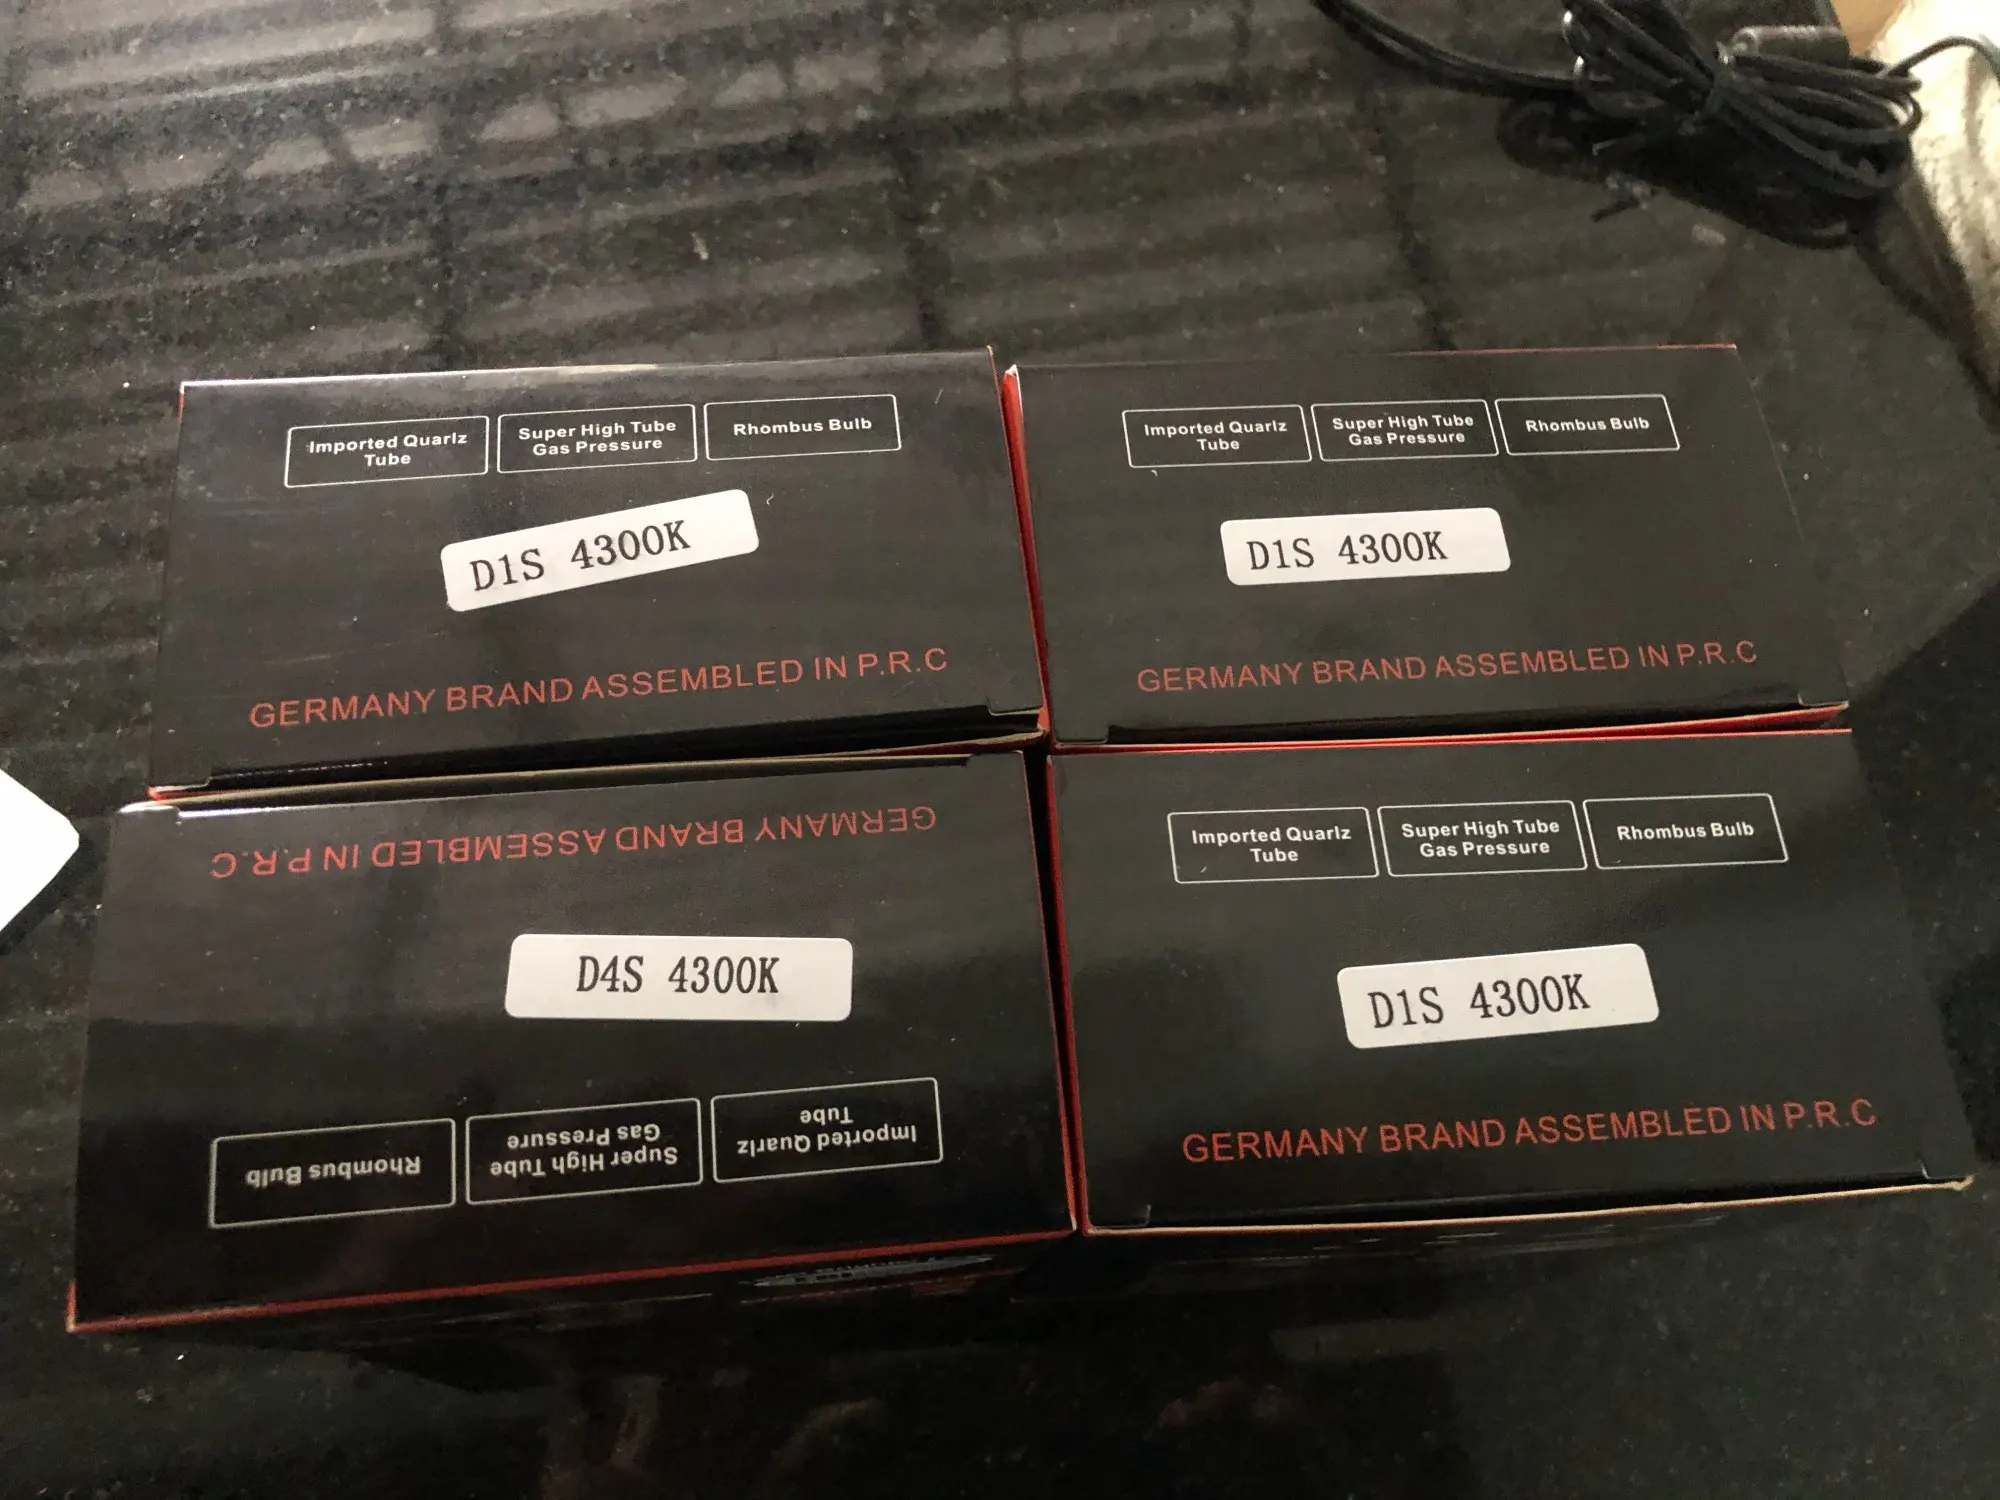 Imported Quarlz
Tube
Super High Tube
Gas Pressure
Rhombus Bulb
D1S 4300K
GERMANY BRAND ASSEMBLED IN P.R.C
Imported Quarlz
Tube
Super High Tube
Gas Pressure
Rhombus Bulb
D1S 4300K
GERMANY BRAND ASSEMBLED IN P.R.C
GERMANY BRAND ASSEMBLED IN P.R.C
D4S 4300K
Imported Quarlz
Tube
Super High Tube
Gas Pressure
Rhombus Bulb
Imported Quarlz
Tube
Super High Tube
Gas Pressure
Rhombus Bulb
D1S 4300K
GERMANY BRAND ASSEMBLED IN P.R.C